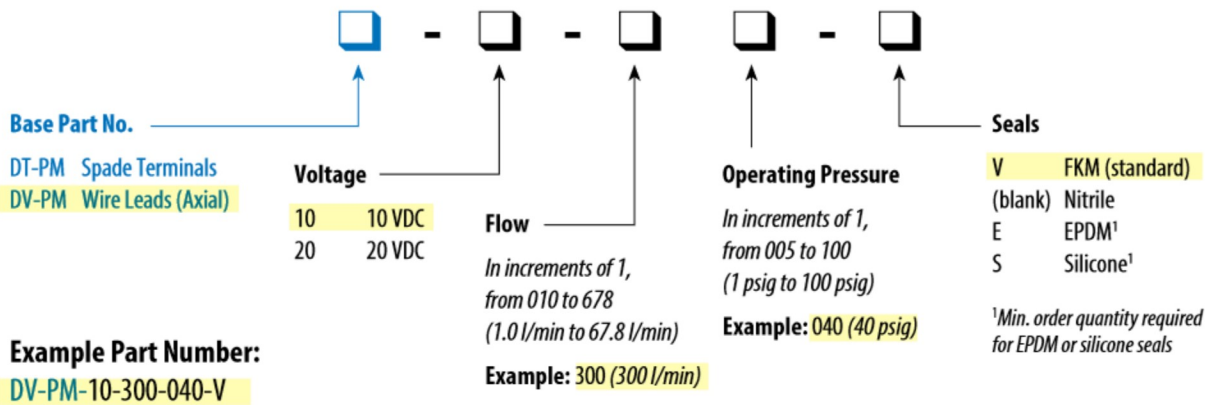 - - -
Base Part No.
DT-PM Spade Terminals
DV-PM Wire Leads (Axial)
Voltage
10 10 VDC
20 20 VDC
Flow
In increments of 1,
from 010 to 678
(1.0 l/min to 67.8 l/min)
Example: 300 (300 l/min)
Operating Pressure
In increments of 1,
from 005 to 100
(1 psig to 100 psig)
Example: 040 (40 psig)
Seals
V FKM (standard)
(blank) Nitrile
E EPDM¹
S Silicone¹
¹Min. order quantity required
for EPDM or silicone seals
Example Part Number:
DV-PM-10-300-040-V